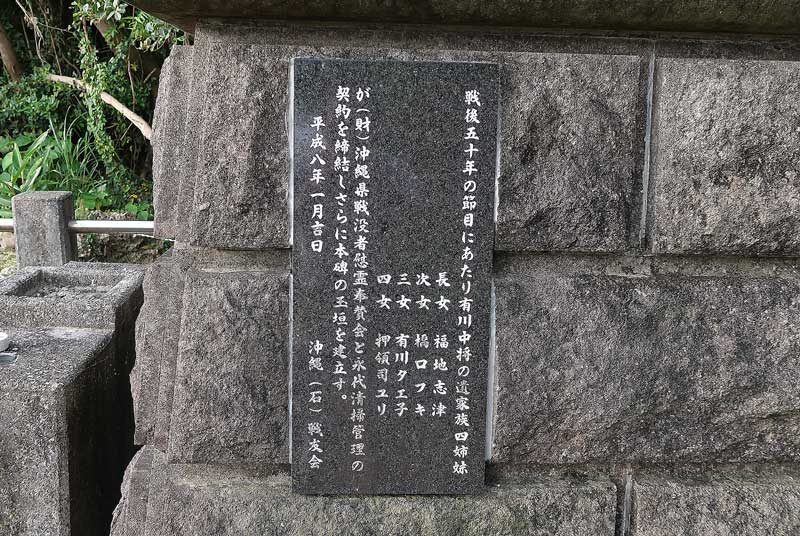 戦後五十年の節目にあたり有川中将の遺家族四姉妹
長女　福地志津
次女　橋口フキ
三女　有川タエ子
四女　押領司ユリ
が（財）沖縄県戦没者慰霊奉賛会と永代清掃管理の
契約を締結しさらに本碑の玉垣を建立す。
平成八年一月吉日　沖縄（石）戦友会